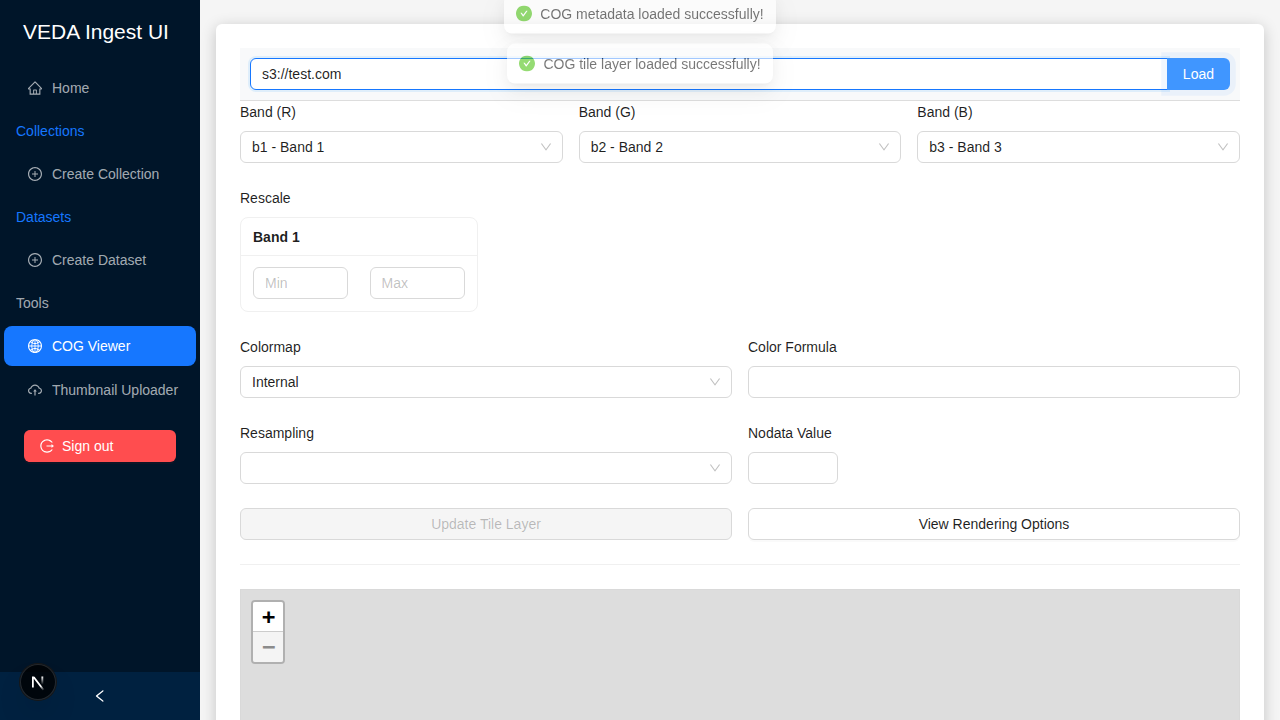 VEDA Ingest UI
Home
Collections
Create Collection
Datasets
Create Dataset
Tools
COG Viewer
Thumbnail Uploader
Sign out
N
COG metadata loaded successfully!
COG tile layer loaded successfully!
s3://test.com
Load
Band (R)
Band (G)
Band (B)
b1 - Band 1
b2 - Band 2
b3 - Band 3
Rescale
Band 1
Min
Max
Colormap
Color Formula
Internal
Resampling
Nodata Value
Update Tile Layer
View Rendering Options
+
−